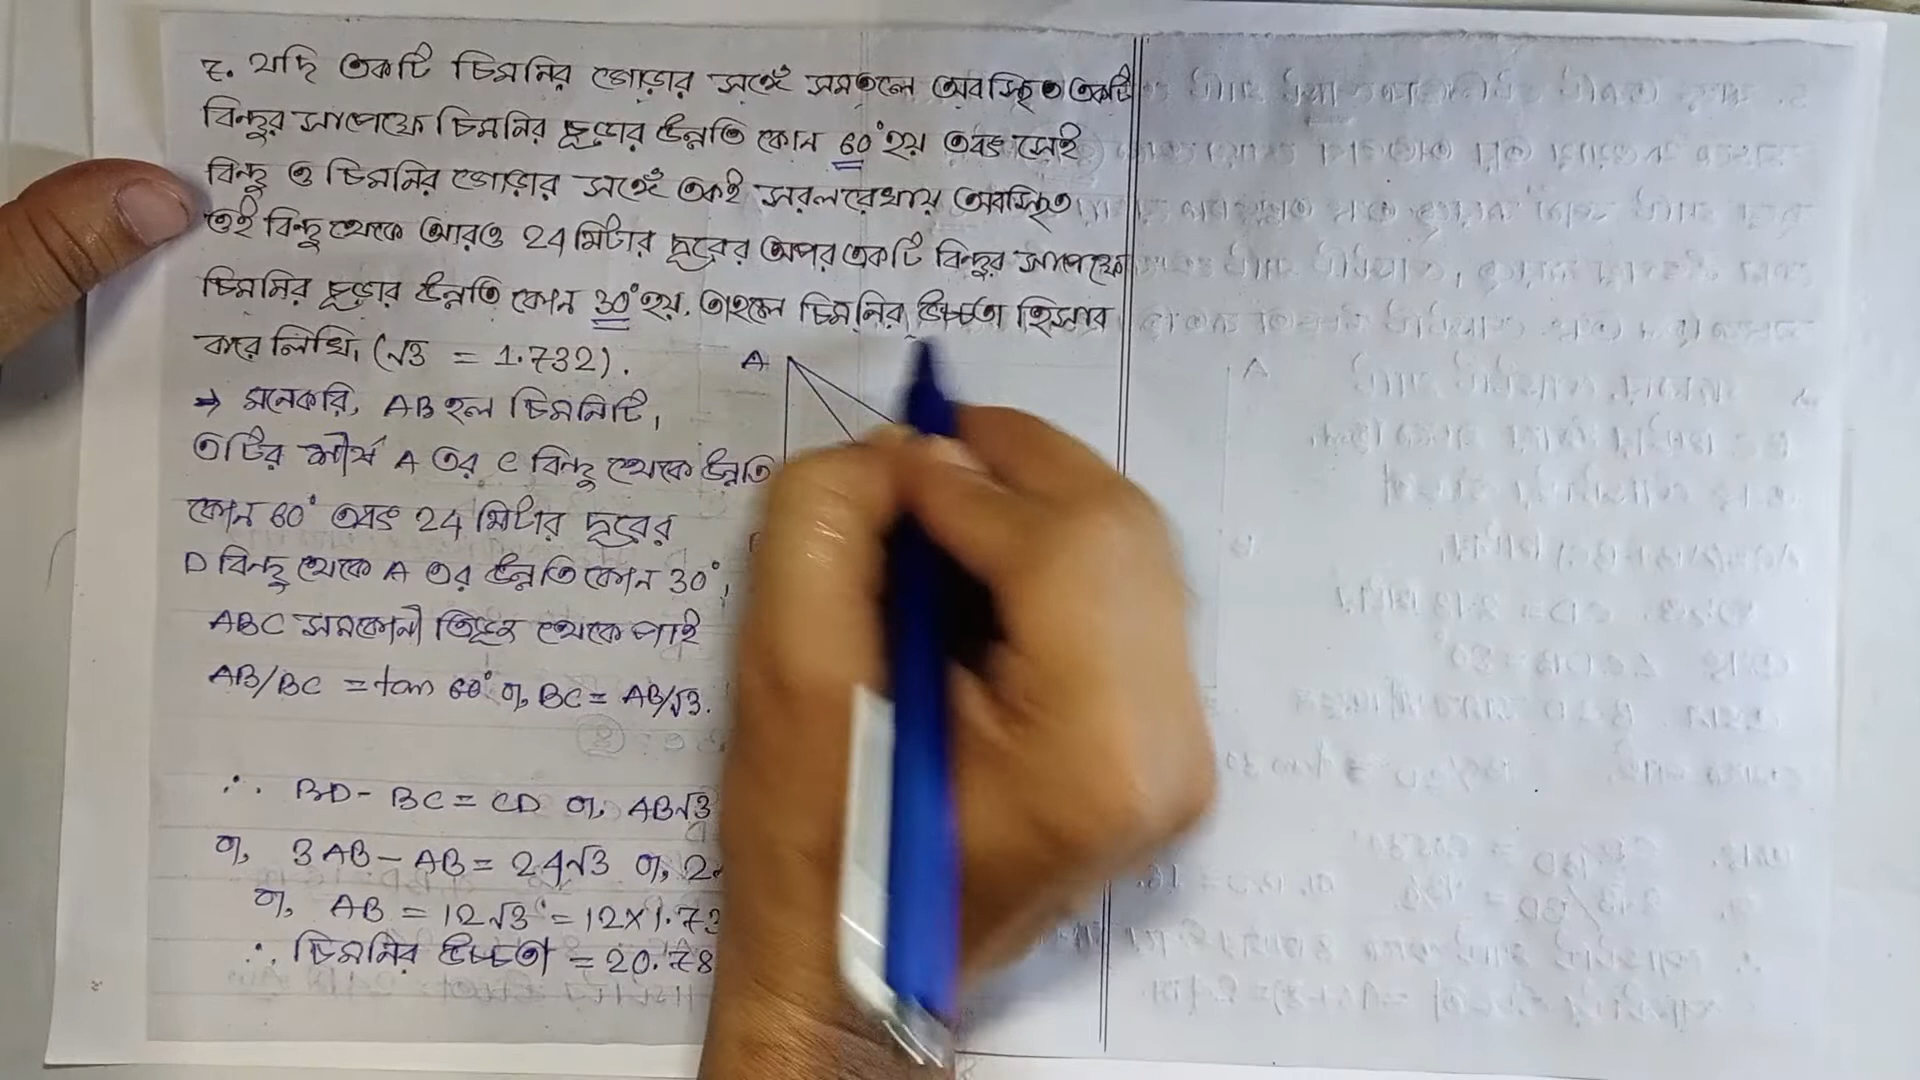 ৮. যদি একটি চিমনির গোড়ার সঙ্গে সমতলে অবস্থিত একটি
বিন্দুর সাপেক্ষে চিমনির চূড়ার উন্নতি কোন 60° হয় এবং সেই
বিন্দু ও চিমনির গোড়ার সঙ্গে একই সরলরেখায় অবস্থিত
ওই বিন্দু থেকে আরও 24 মিটার দূরের অপর একটি বিন্দুর সাপেক্ষে
চিমনির চূড়ার উন্নতি কোন 30° হয়, তাহলে চিমনির উচ্চতা হিসাব
করে লিখি, (√3 = 1.732).
→ মনেকরি, AB হল চিমনিটি,
এটির শীর্ষ A এর C বিন্দু থেকে উন্নতি
কোন 60° এবং 24 মিটার দূরের
D বিন্দু থেকে A এর উন্নতি কোন 30°,
ABC সমকোনী ত্রিভুজ থেকে পাই
AB/BC = tan 60° বা, BC = AB/√3.
∴ BD - BC = CD বা, AB√3
বা, 3AB - AB = 24√3 বা, 2
বা, AB = 12√3 = 12×1.73
∴ চিমনির উচ্চতা = 20.78
A